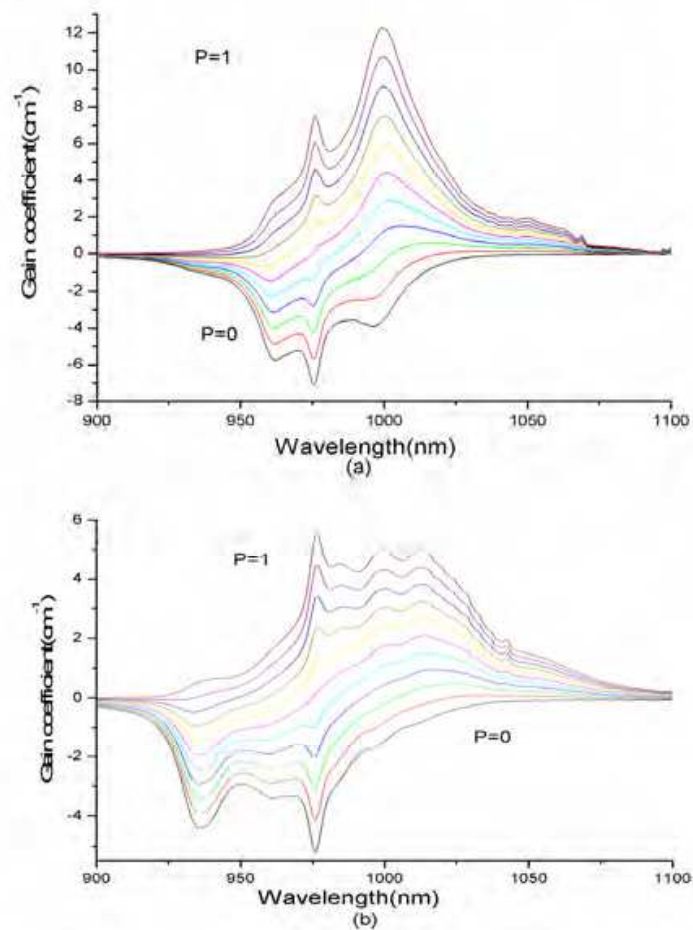 12
10
8
6
4
2
0
-2
-4
-6
-8
Gain coefficient(cm⁻¹)
P=1
P=0
900 950 1000 1050 1100
Wavelength(nm)
(a)
6
4
2
0
-2
-4
Gain coefficient(cm⁻¹)
P=1
P=0
900 950 1000 1050 1100
Wavelength(nm)
(b)